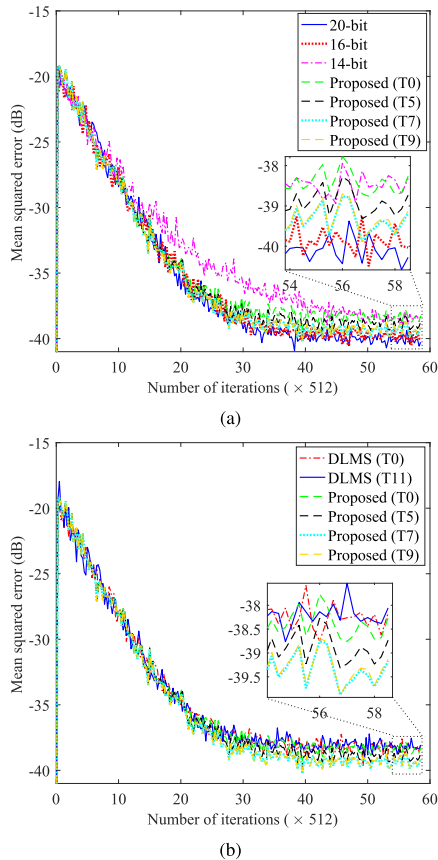 -15
-20
-25
-30
-35
-40
Mean squared error (dB)
20-bit
16-bit
14-bit
Proposed (T0)
Proposed (T5)
Proposed (T7)
Proposed (T9)
-38
-39
-40
54 56 58
0 10 20 30 40 50 60
Number of iterations ( × 512)
(a)
-15
-20
-25
-30
-35
-40
Mean squared error (dB)
DLMS (T0)
DLMS (T11)
Proposed (T0)
Proposed (T5)
Proposed (T7)
Proposed (T9)
-38
-38.5
-39
-39.5
56 58
0 10 20 30 40 50 60
Number of iterations ( × 512)
(b)